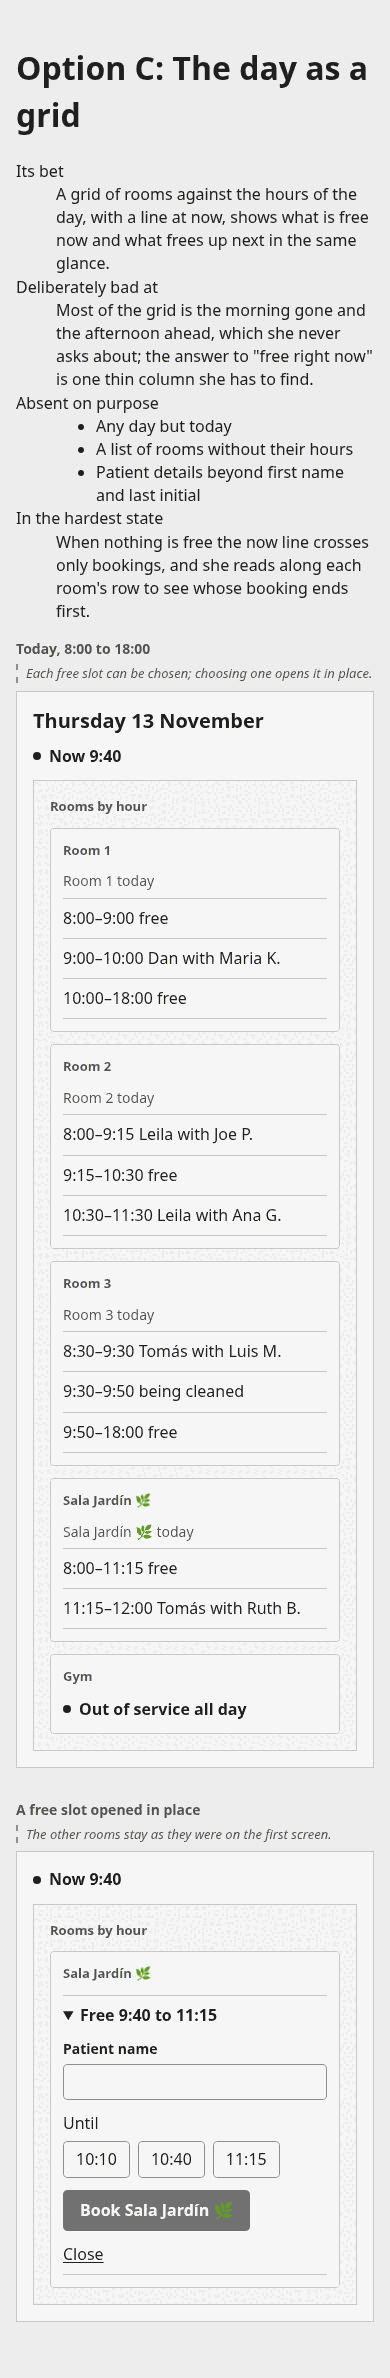 Option C: The day as a
grid
Its bet
A grid of rooms against the hours of the
day, with a line at now, shows what is free
now and what frees up next in the same
glance.
Deliberately bad at
Most of the grid is the morning gone and
the afternoon ahead, which she never
asks about; the answer to "free right now"
is one thin column she has to find.
Absent on purpose
• Any day but today
• A list of rooms without their hours
• Patient details beyond first name
and last initial
In the hardest state
When nothing is free the now line crosses
only bookings, and she reads along each
room's row to see whose booking ends
first.
Today, 8:00 to 18:00
Each free slot can be chosen; choosing one opens it in place.
Thursday 13 November
Now 9:40
Rooms by hour
Room 1
Room 1 today
8:00–9:00 free
9:00–10:00 Dan with Maria K.
10:00–18:00 free
Room 2
Room 2 today
8:00–9:15 Leila with Joe P.
9:15–10:30 free
10:30–11:30 Leila with Ana G.
Room 3
Room 3 today
8:30–9:30 Tomás with Luis M.
9:30–9:50 being cleaned
9:50–18:00 free
Sala Jardín 🌿
Sala Jardín 🌿 today
8:00–11:15 free
11:15–12:00 Tomás with Ruth B.
Gym
Out of service all day
A free slot opened in place
The other rooms stay as they were on the first screen.
Now 9:40
Rooms by hour
Sala Jardín 🌿
▼ Free 9:40 to 11:15
Patient name
Until
10:10 10:40 11:15
Book Sala Jardín 🌿
Close